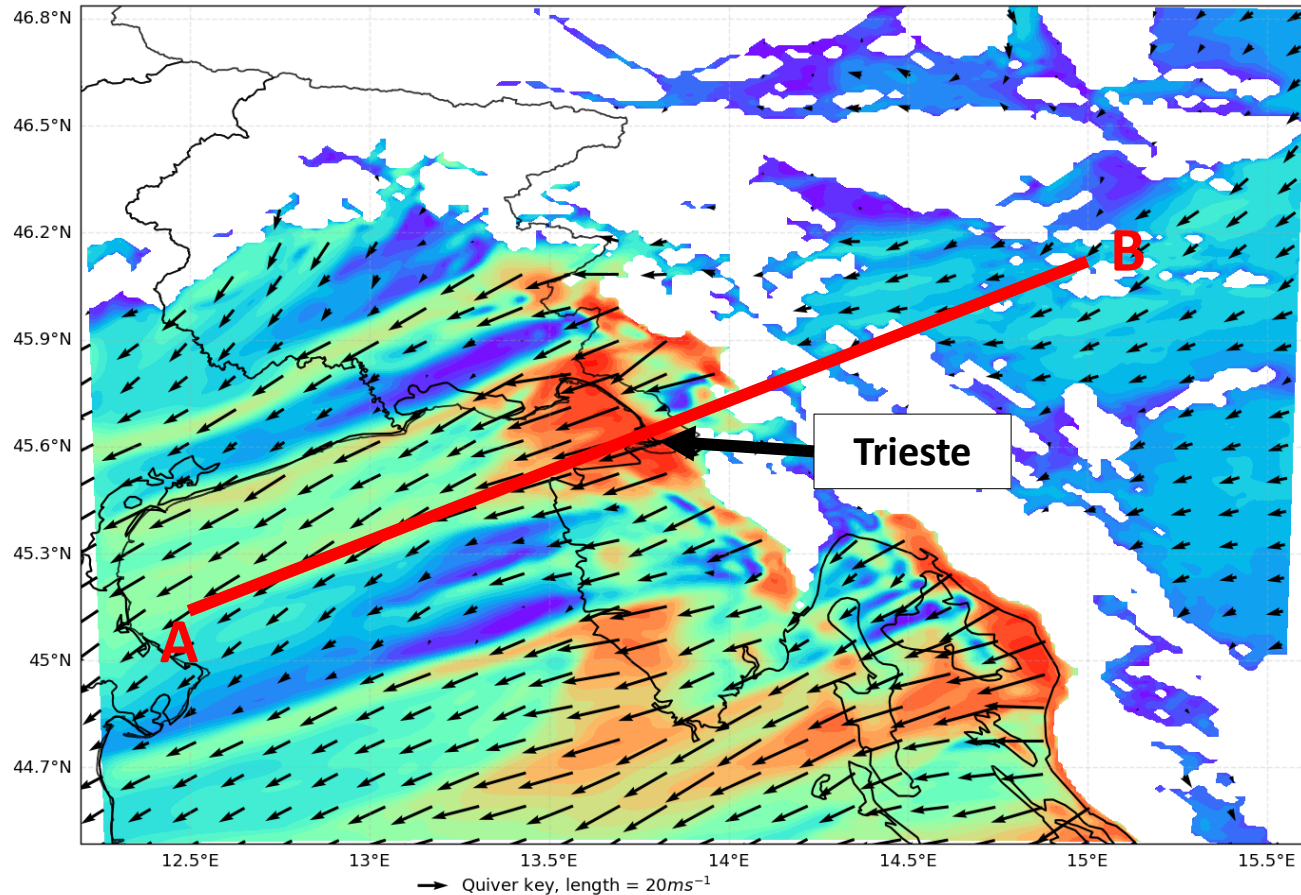 46.8°N
46.5°N
46.2°N
B
45.9°N
45.6°N
Trieste
45.3°N
A
45°N
44.7°N
12.5°E 13°E 13.5°E 14°E 14.5°E 15°E 15.5°E
Quiver key, length = 20ms⁻¹